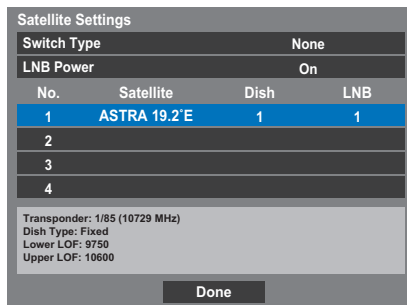 Satellite Settings
Switch Type None
LNB Power On
No. Satellite Dish LNB
1 ASTRA 19.2˚E 1 1
2
3
4
Transponder: 1/85 (10729 MHz)
Dish Type: Fixed
Lower LOF: 9750
Upper LOF: 10600
Done